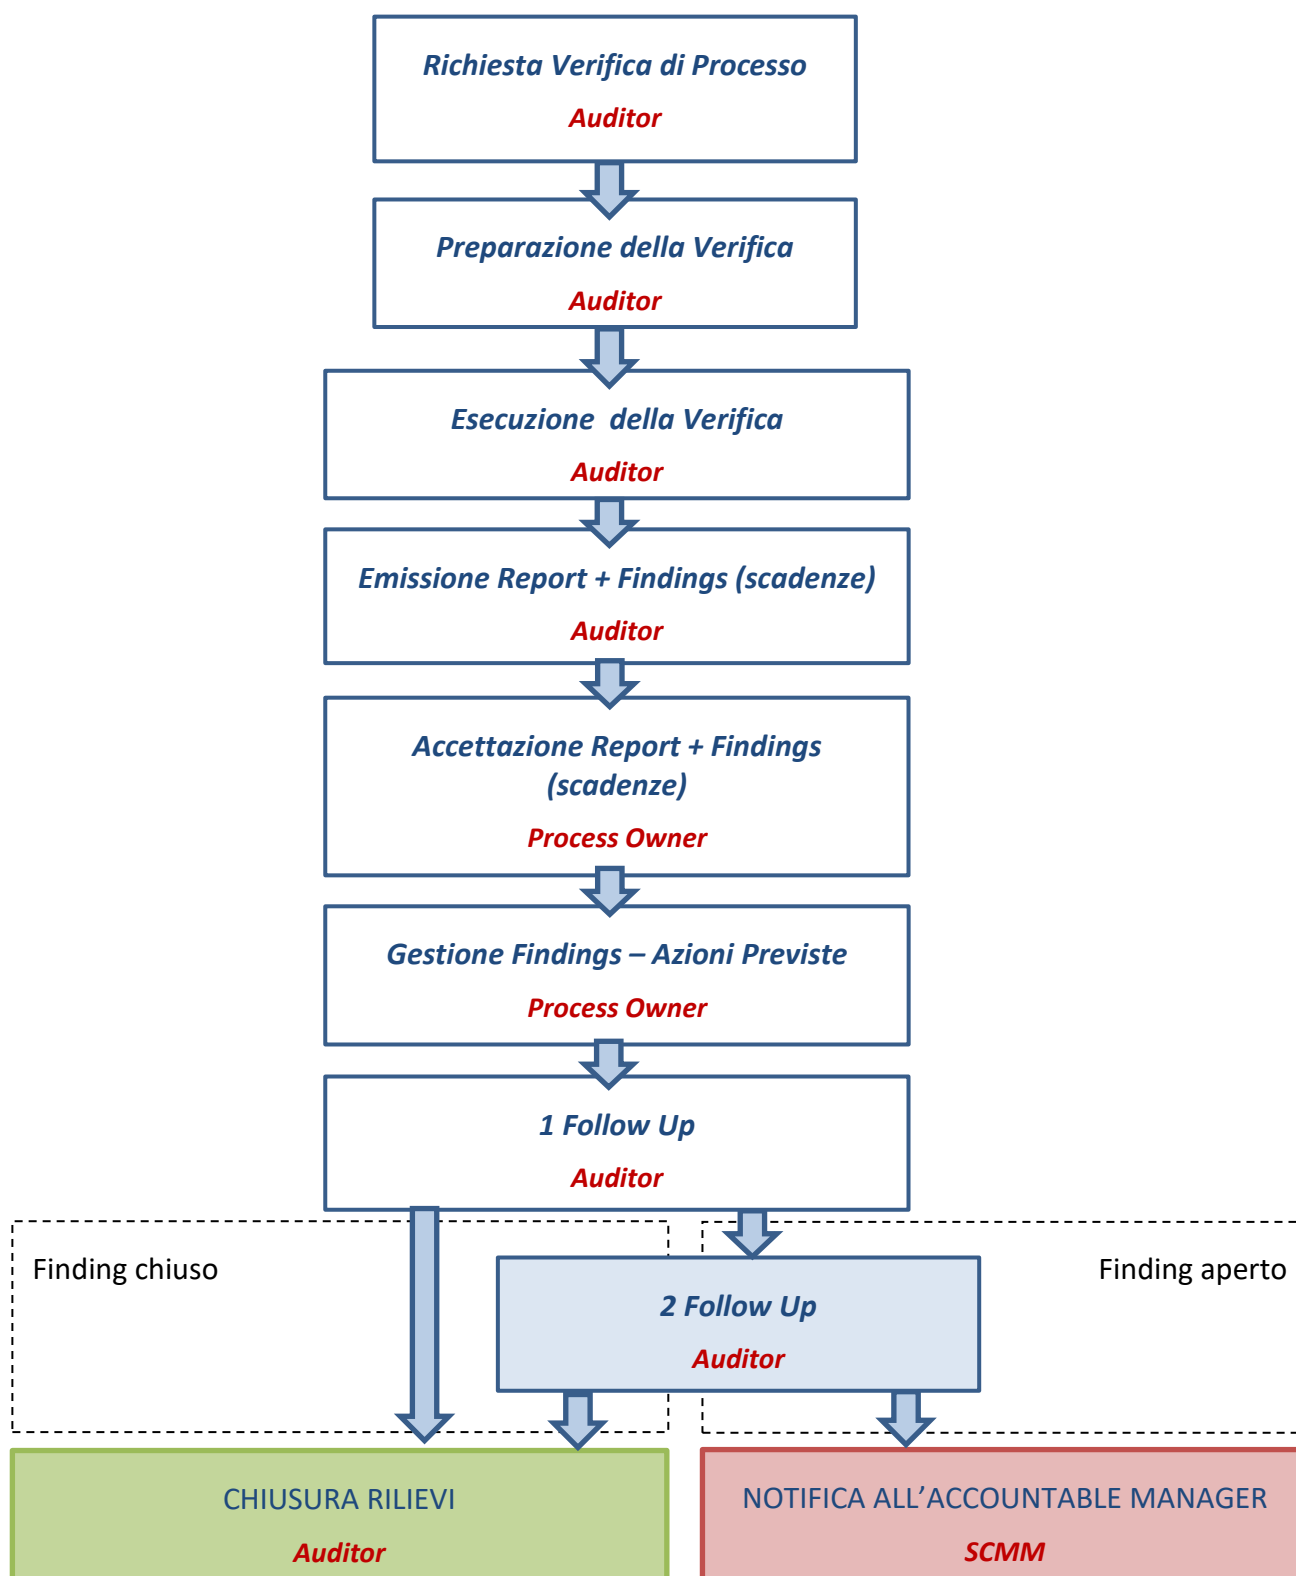 Richiesta Verifica di Processo
Auditor
Preparazione della Verifica
Auditor
Esecuzione della Verifica
Auditor
Emissione Report + Findings (scadenze)
Auditor
Accettazione Report + Findings
(scadenze)
Process Owner
Gestione Findings – Azioni Previste
Process Owner
1 Follow Up
Auditor
Finding chiuso
Finding aperto
2 Follow Up
Auditor
CHIUSURA RILIEVI
Auditor
NOTIFICA ALL’ACCOUNTABLE MANAGER
SCMM